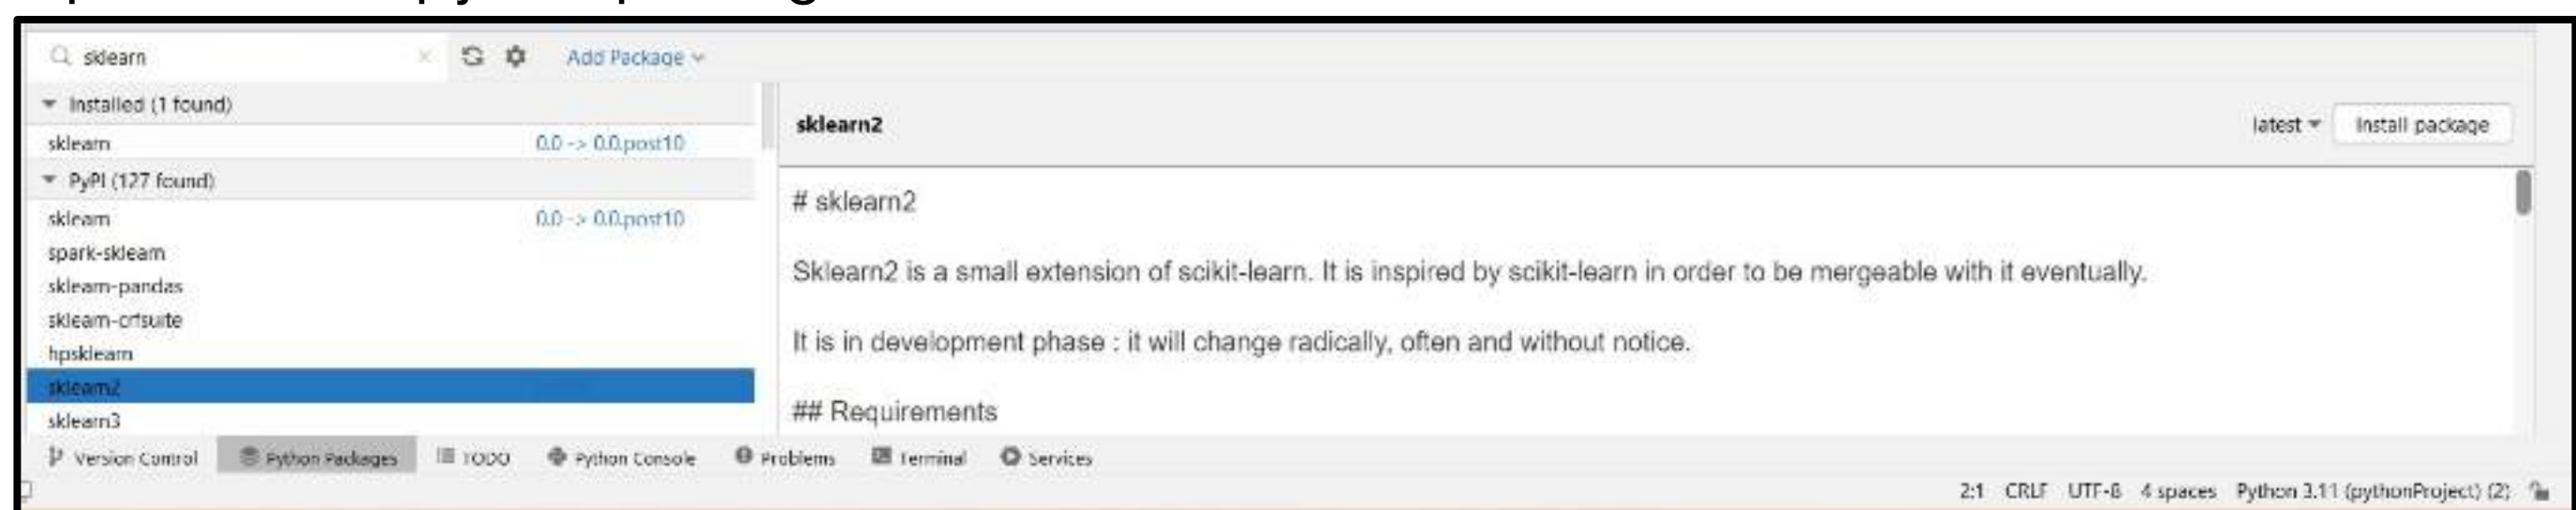 sklearn
Add Package
Installed (1 found)
sklearn 0.0 -> 0.0.post10
PyPI (127 found)
sklearn 0.0 -> 0.0.post10
spark-sklearn
sklearn-pandas
sklearn-crfsuite
hpsklearn
sklearn2
sklearn3
sklearn2
latest Install package
# sklearn2
Sklearn2 is a small extension of scikit-learn. It is inspired by scikit-learn in order to be mergeable with it eventually.
It is in development phase : it will change radically, often and without notice.
## Requirements
Version Control Python Packages TODO Python Console Problems Terminal Services
2:1 CRLF UTF-8 4 spaces Python 3.11 (pythonProject) (2)